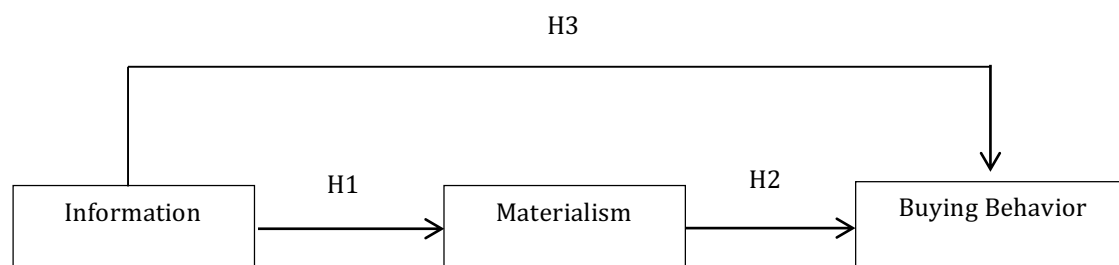 H3
H1
H2
Information
Materialism
Buying Behavior